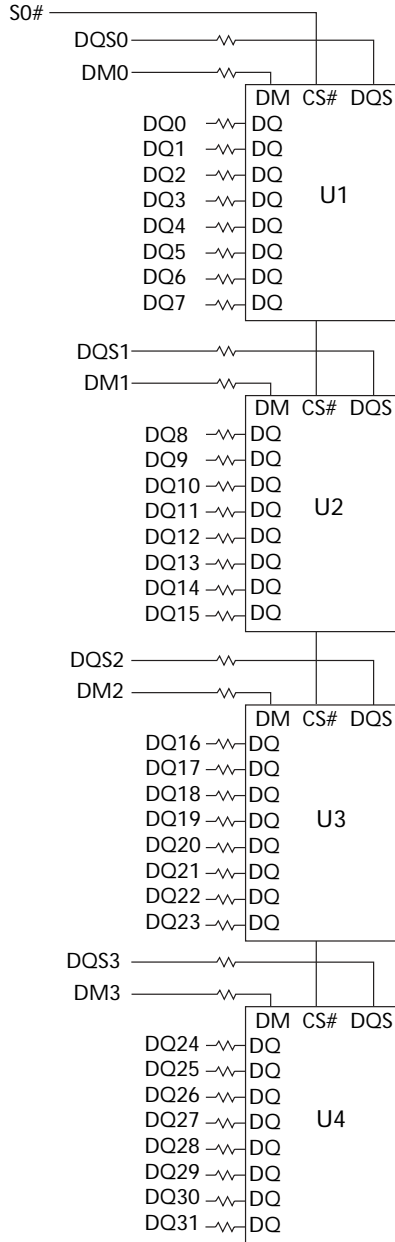 S0#
DQS0
DM0
DM CS# DQS
DQ0 DQ
DQ1 DQ
DQ2 DQ
DQ3 DQ
DQ4 DQ
DQ5 DQ
DQ6 DQ
DQ7 DQ
U1
DQS1
DM1
DM CS# DQS
DQ8 DQ
DQ9 DQ
DQ10 DQ
DQ11 DQ
DQ12 DQ
DQ13 DQ
DQ14 DQ
DQ15 DQ
U2
DQS2
DM2
DM CS# DQS
DQ16 DQ
DQ17 DQ
DQ18 DQ
DQ19 DQ
DQ20 DQ
DQ21 DQ
DQ22 DQ
DQ23 DQ
U3
DQS3
DM3
DM CS# DQS
DQ24 DQ
DQ25 DQ
DQ26 DQ
DQ27 DQ
DQ28 DQ
DQ29 DQ
DQ30 DQ
DQ31 DQ
U4